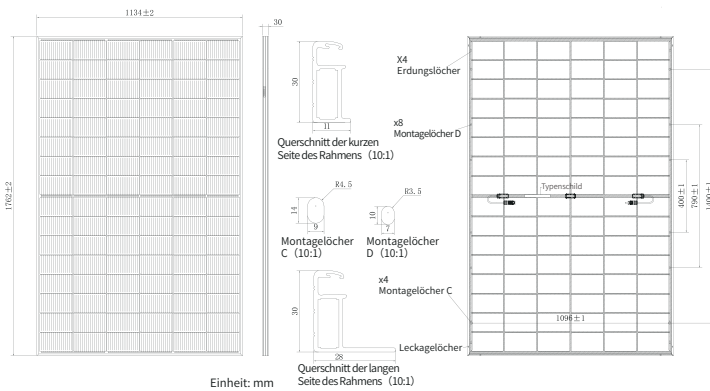 1134±2
30
1762±2
30
11
Querschnitt der kurzen
Seite des Rahmens（10:1）
R4.5
14
9
Montagelöcher
C（10:1）
R3.5
10
7
Montagelöcher
D（10:1）
30
28
Querschnitt der langen
Seite des Rahmens（10:1）
X4
Erdungslöcher
x8
Montagelöcher D
Typenschild
x4
Montagelöcher C
1096±1
Leckagelöcher
400±1
790±1
1400±1
Einheit: mm